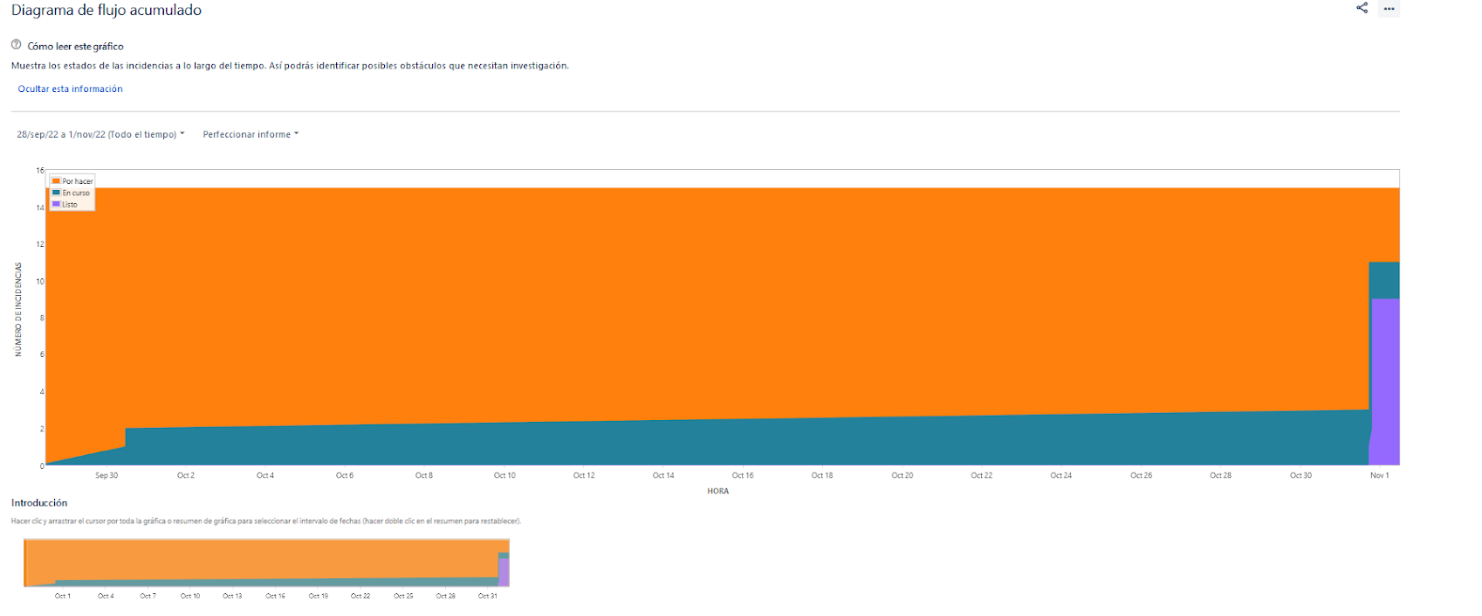 Diagrama de flujo acumulado
Cómo leer este gráfico
Muestra los estados de las incidencias a lo largo del tiempo. Así podrás identificar posibles obstáculos que necesitan investigación.
Ocultar esta información
28/sep/22 a 1/nov/22 (Todo el tiempo)
Perfeccionar informe
16
14
12
10
8
6
4
2
0
Por hacer
En curso
Listo
NÚMERO DE INCIDENCIAS
Sep 30 Oct 2 Oct 4 Oct 6 Oct 8 Oct 10 Oct 12 Oct 14 Oct 16 Oct 18 Oct 20 Oct 22 Oct 24 Oct 26 Oct 28 Oct 30 Nov 1
HORA
Introducción
Hacer clic y arrastrar el cursor por toda la gráfica o resumen de gráfica para seleccionar el intervalo de fechas (hacer doble clic en el resumen para restablecer).
Oct 1 Oct 4 Oct 7 Oct 10 Oct 13 Oct 16 Oct 19 Oct 22 Oct 25 Oct 28 Oct 31